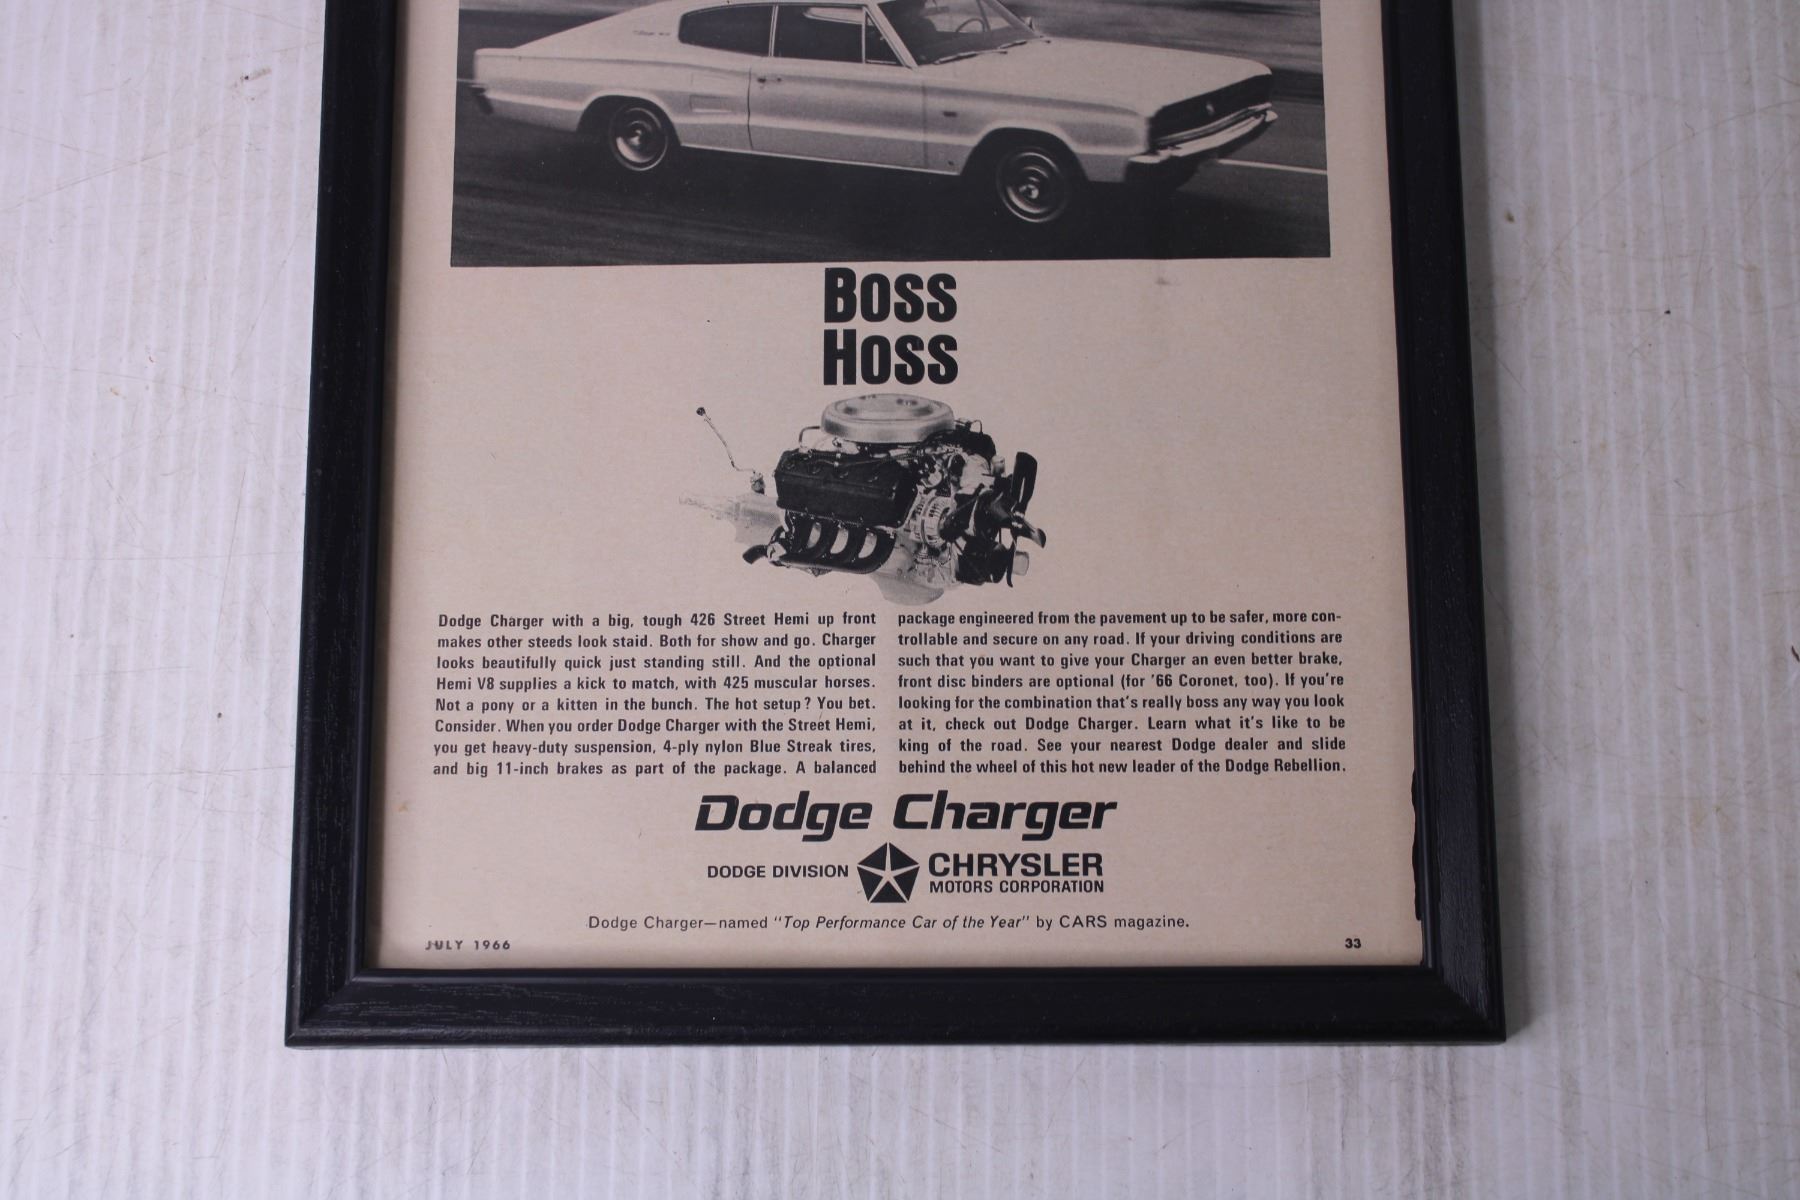 BOSS
HOSS
Dodge Charger with a big, tough 426 Street Hemi up front
makes other steeds look staid. Both for show and go. Charger
looks beautifully quick just standing still. And the optional
Hemi V8 supplies a kick to match, with 425 muscular horses.
Not a pony or a kitten in the bunch. The hot setup? You bet.
Consider. When you order Dodge Charger with the Street Hemi,
you get heavy-duty suspension, 4-ply nylon Blue Streak tires,
and big 11-inch brakes as part of the package. A balanced
package engineered from the pavement up to be safer, more con-
trollable and secure on any road. If your driving conditions are
such that you want to give your Charger an even better brake,
front disc binders are optional (for '66 Coronet, too). If you're
looking for the combination that's really boss any way you look
at it, check out Dodge Charger. Learn what it's like to be
king of the road. See your nearest Dodge dealer and slide
behind the wheel of this hot new leader of the Dodge Rebellion.
Dodge Charger
DODGE DIVISION CHRYSLER
MOTORS CORPORATION
Dodge Charger—named "Top Performance Car of the Year" by CARS magazine.
JULY 1966
33